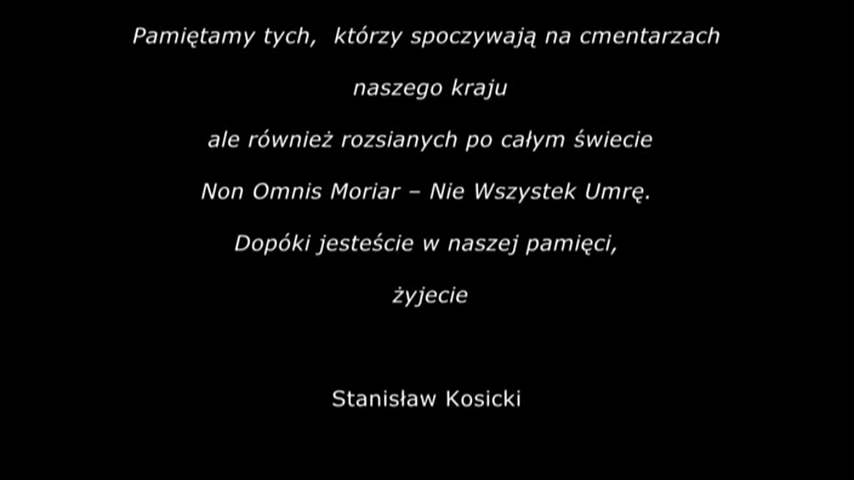 Pamiętamy tych, którzy spoczywają na cmentarzach
naszego kraju
ale również rozsianych po całym świecie
Non Omnis Moriar – Nie Wszystek Umrę.
Dopóki jesteście w naszej pamięci,
żyjecie
Stanisław Kosicki